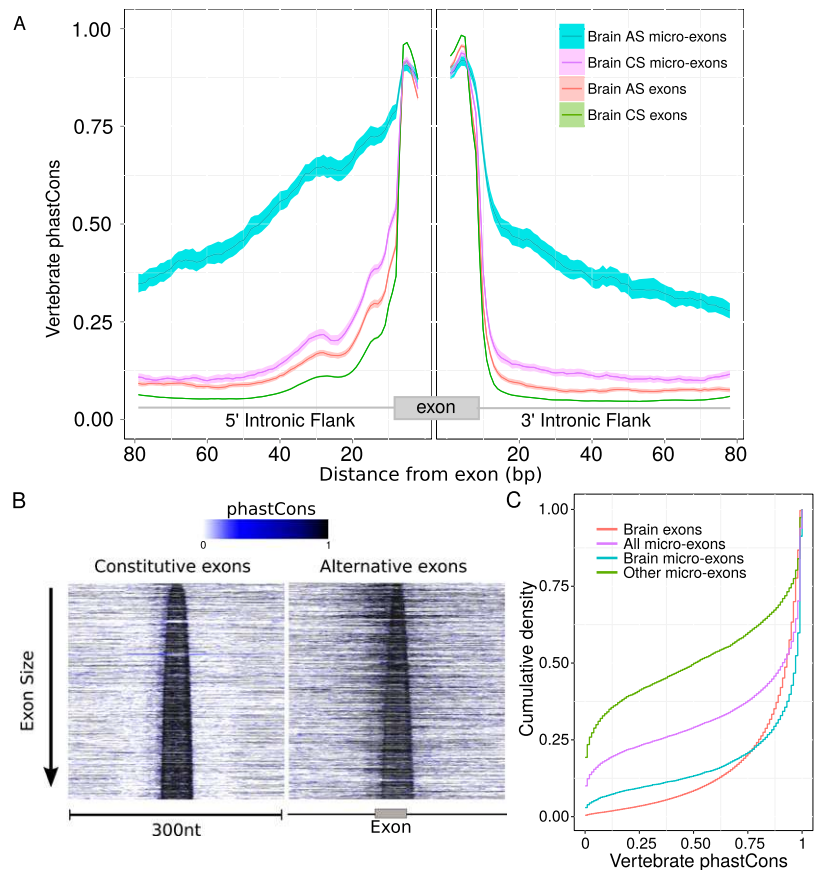 A
1.00
0.75
0.50
0.25
0.00
Vertebrate phastCons
Brain AS micro-exons
Brain CS micro-exons
Brain AS exons
Brain CS exons
exon
5' Intronic Flank
3' Intronic Flank
80 60 40 20 20 40 60 80
Distance from exon (bp)
B
phastCons
0 1
Constitutive exons
Alternative exons
Exon Size
300nt
Exon
C
1.00
0.75
0.50
0.25
0.00
Cumulative density
Brain exons
All micro-exons
Brain micro-exons
Other micro-exons
0 0.25 0.50 0.75 1
Vertebrate phastCons